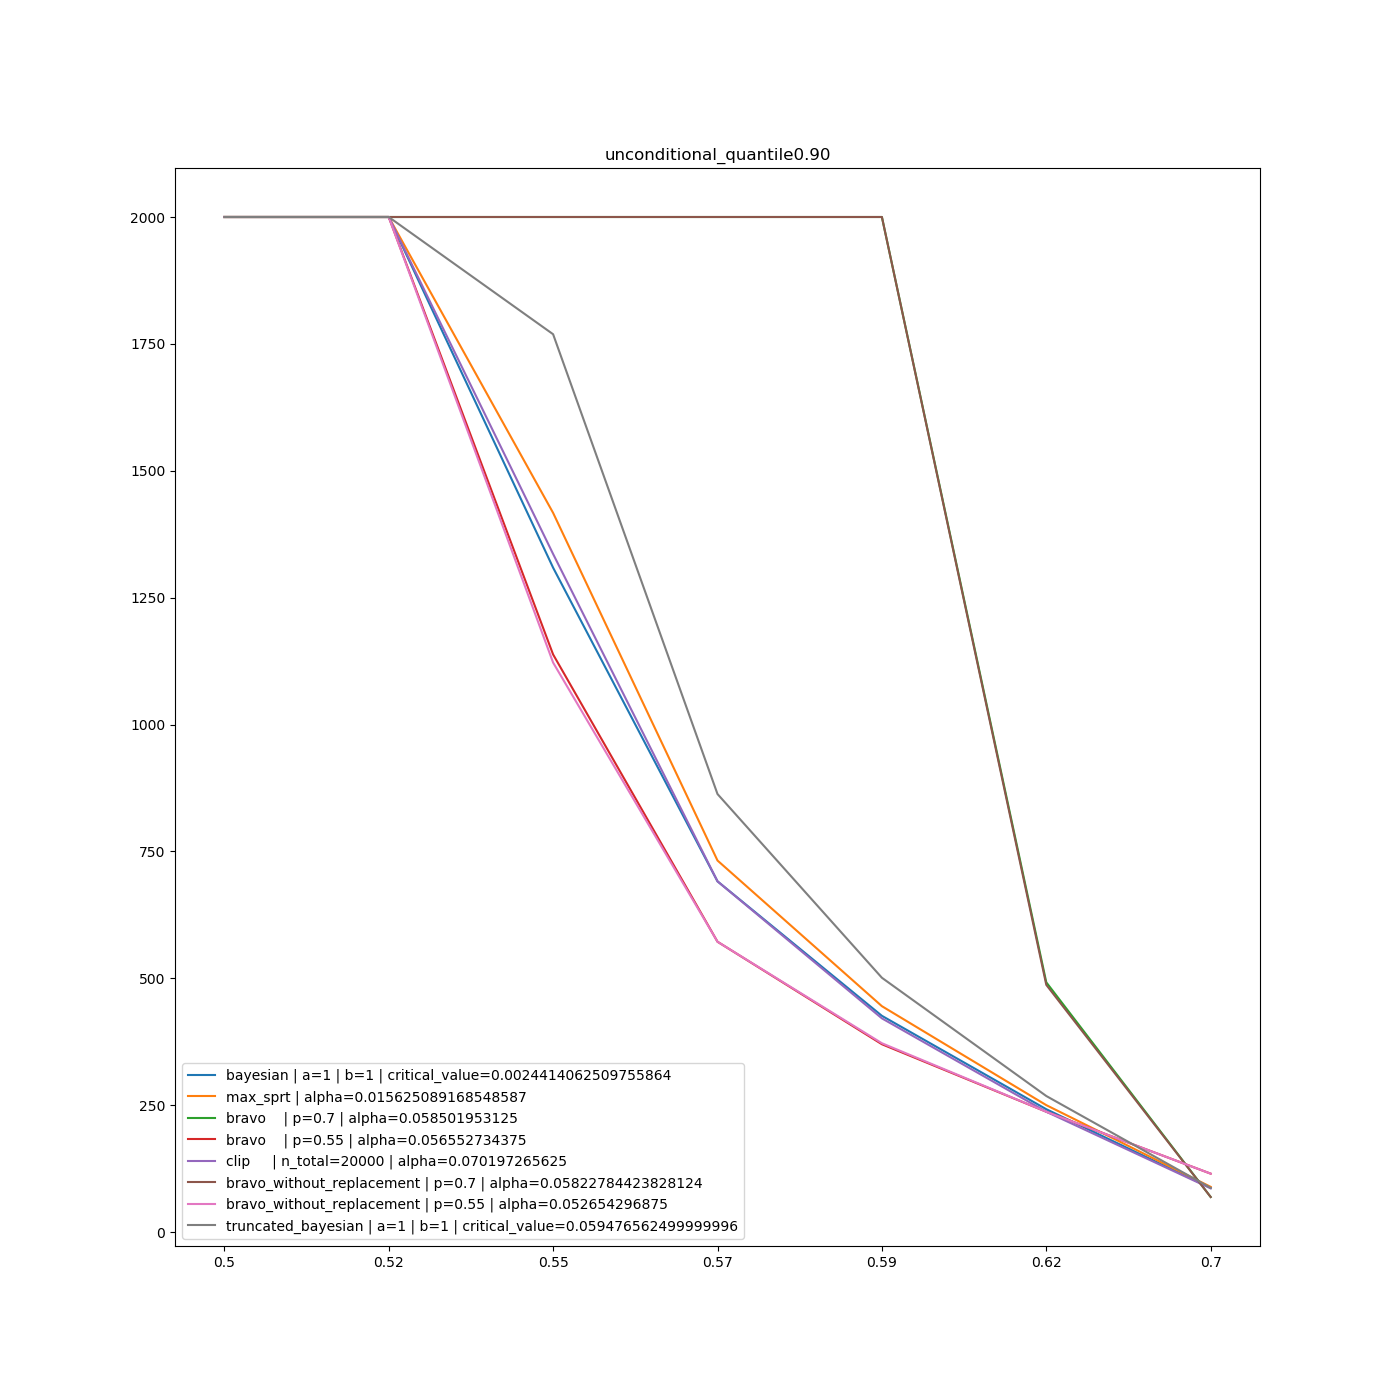 unconditional_quantile0.90
2000
1750
1500
1250
1000
750
500
250
0
bayesian | a=1 | b=1 | critical_value=0.0024414062509755864
max_sprt | alpha=0.015625089168548587
bravo | p=0.7 | alpha=0.058501953125
bravo | p=0.55 | alpha=0.056552734375
clip | n_total=20000 | alpha=0.070197265625
bravo_without_replacement | p=0.7 | alpha=0.05822784423828124
bravo_without_replacement | p=0.55 | alpha=0.052654296875
truncated_bayesian | a=1 | b=1 | critical_value=0.059476562499999996
0.5 0.52 0.55 0.57 0.59 0.62 0.7